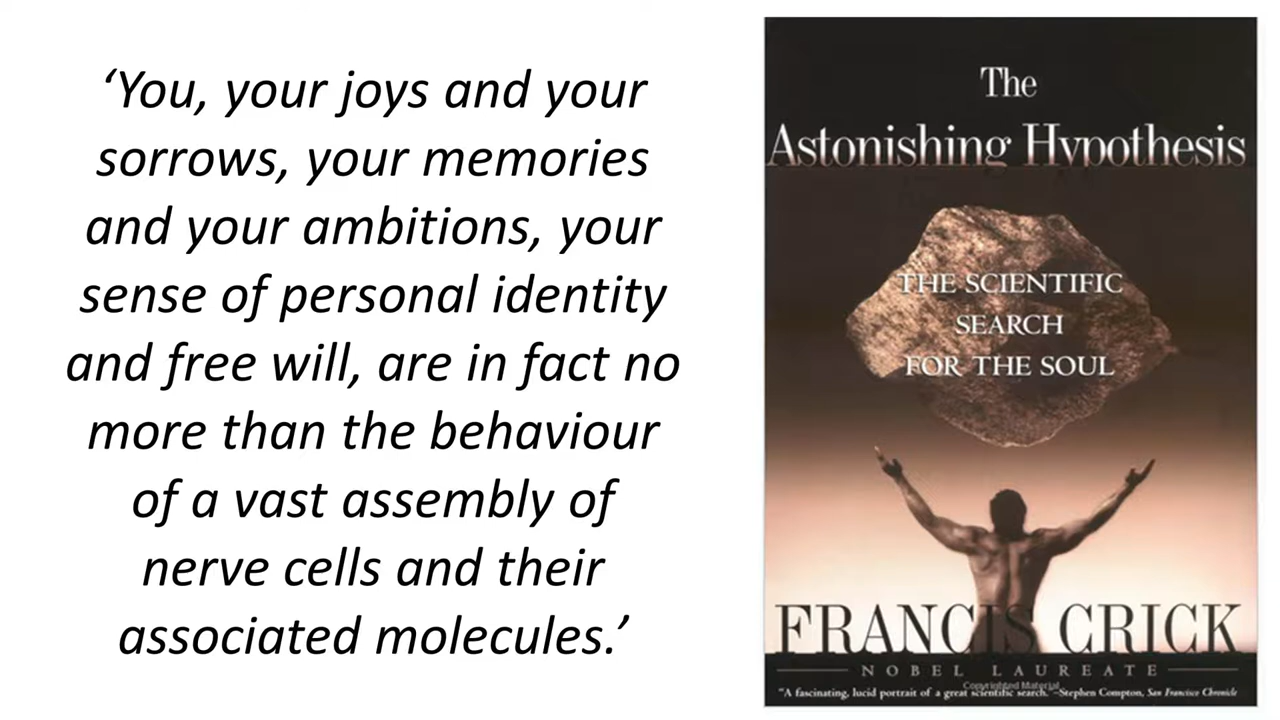 ‘You, your joys and your
sorrows, your memories
and your ambitions, your
sense of personal identity
and free will, are in fact no
more than the behaviour
of a vast assembly of
nerve cells and their
associated molecules.’
The
Astonishing Hypothesis
THE SCIENTIFIC
SEARCH
FOR THE SOUL
FRANCIS CRICK
NOBEL LAUREATE
Copyrighted Material
"A fascinating, lucid portrait of a great scientific search." –Stephen Compton, San Francisco Chronicle